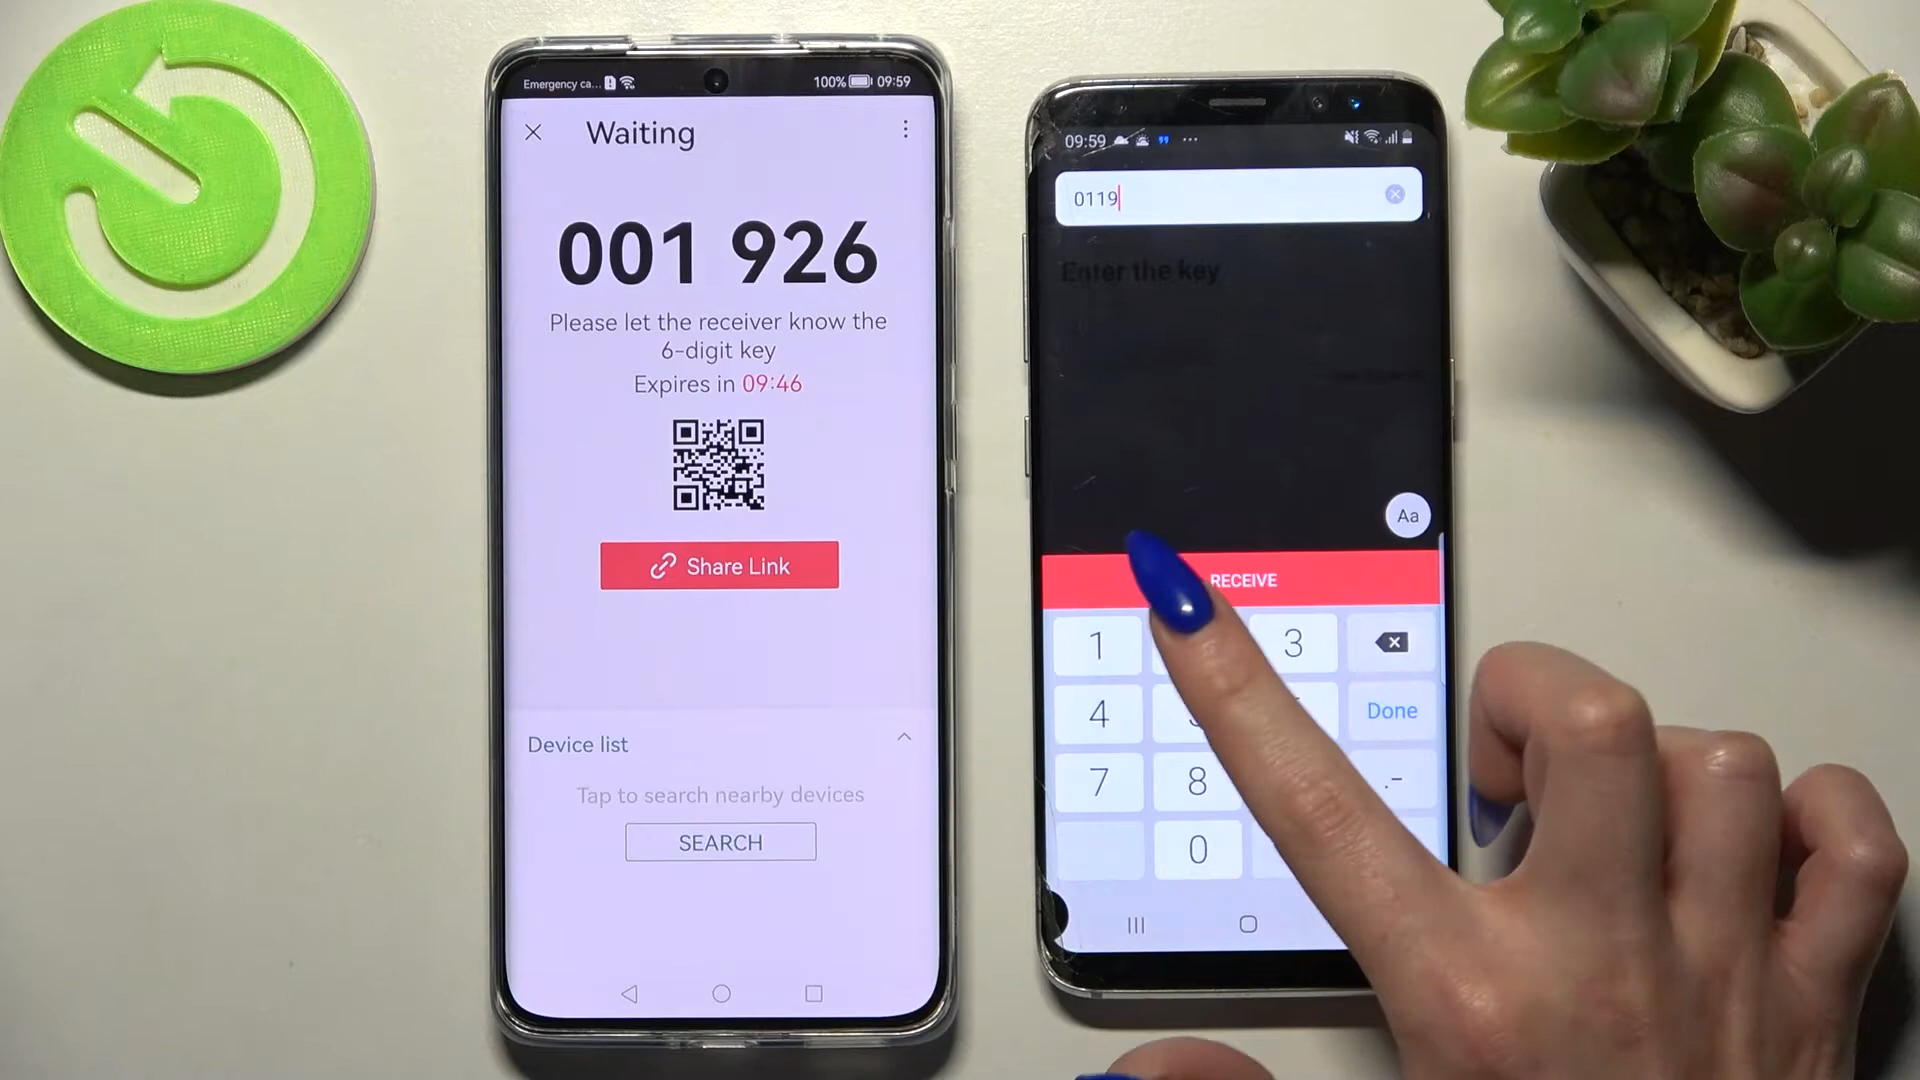 Emergency ca... 100% 09:59
Waiting
001 926
Please let the receiver know the
6-digit key
Expires in 09:46
Share Link
Device list
Tap to search nearby devices
SEARCH
09:59
0119
Enter the key
Aa
RECEIVE
1 3
4 Done
7 8 .-
0